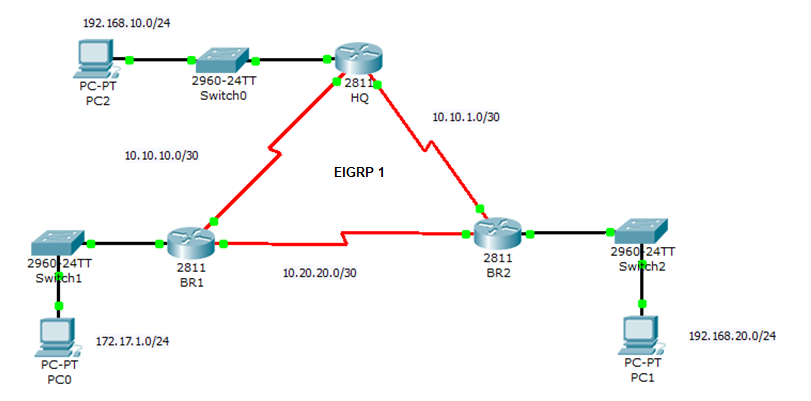 192.168.10.0/24
PC-PT
PC2
2960-24TT
Switch0
2811
HQ
10.10.1.0/30
10.10.10.0/30
EIGRP 1
2960-24TT
Switch1
2811
BR1
10.20.20.0/30
2811
BR2
2960-24TT
Switch2
172.17.1.0/24
PC-PT
PC0
192.168.20.0/24
PC-PT
PC1